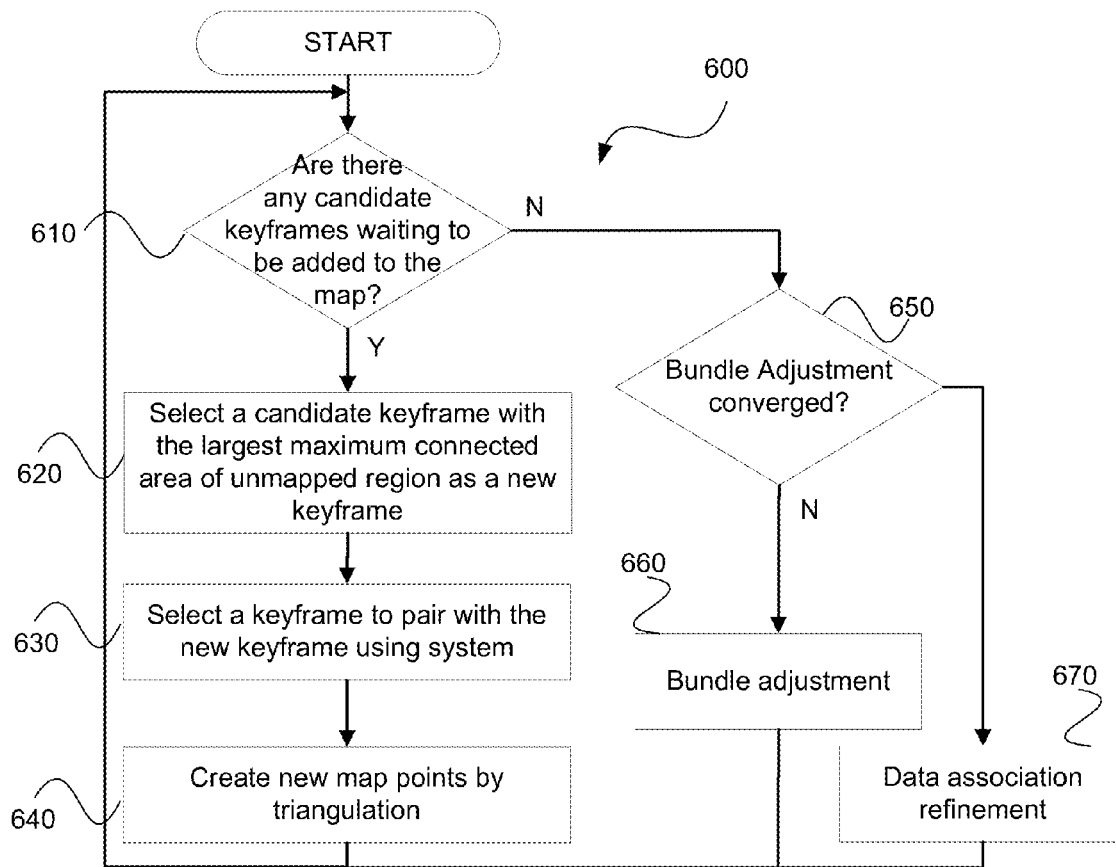 START
600
Are there
any candidate
keyframes waiting to
be added to the
map?
610
N
Y
650
Bundle Adjustment
converged?
Select a candidate keyframe with
the largest maximum connected
area of unmapped region as a new
keyframe
620
N
660
Select a keyframe to pair with the
new keyframe using system
630
Bundle adjustment
670
Create new map points by
triangulation
640
Data association
refinement